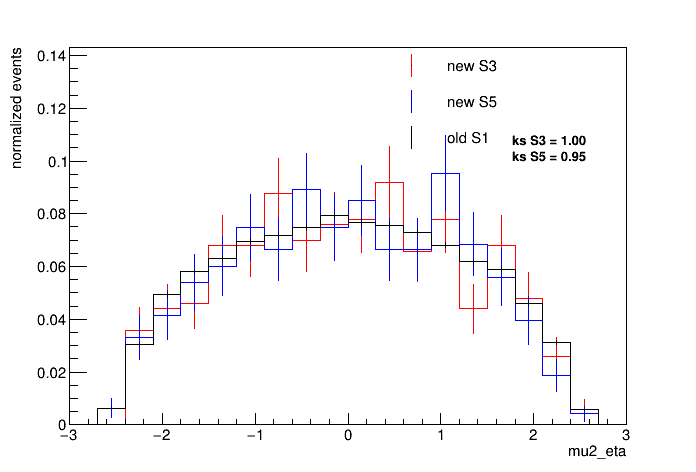 normalized events
0.14
0.12
0.1
0.08
0.06
0.04
0.02
0
new S3
new S5
old S1
ks S3 = 1.00
ks S5 = 0.95
−3
−2
−1
0
1
2
3
mu2_eta